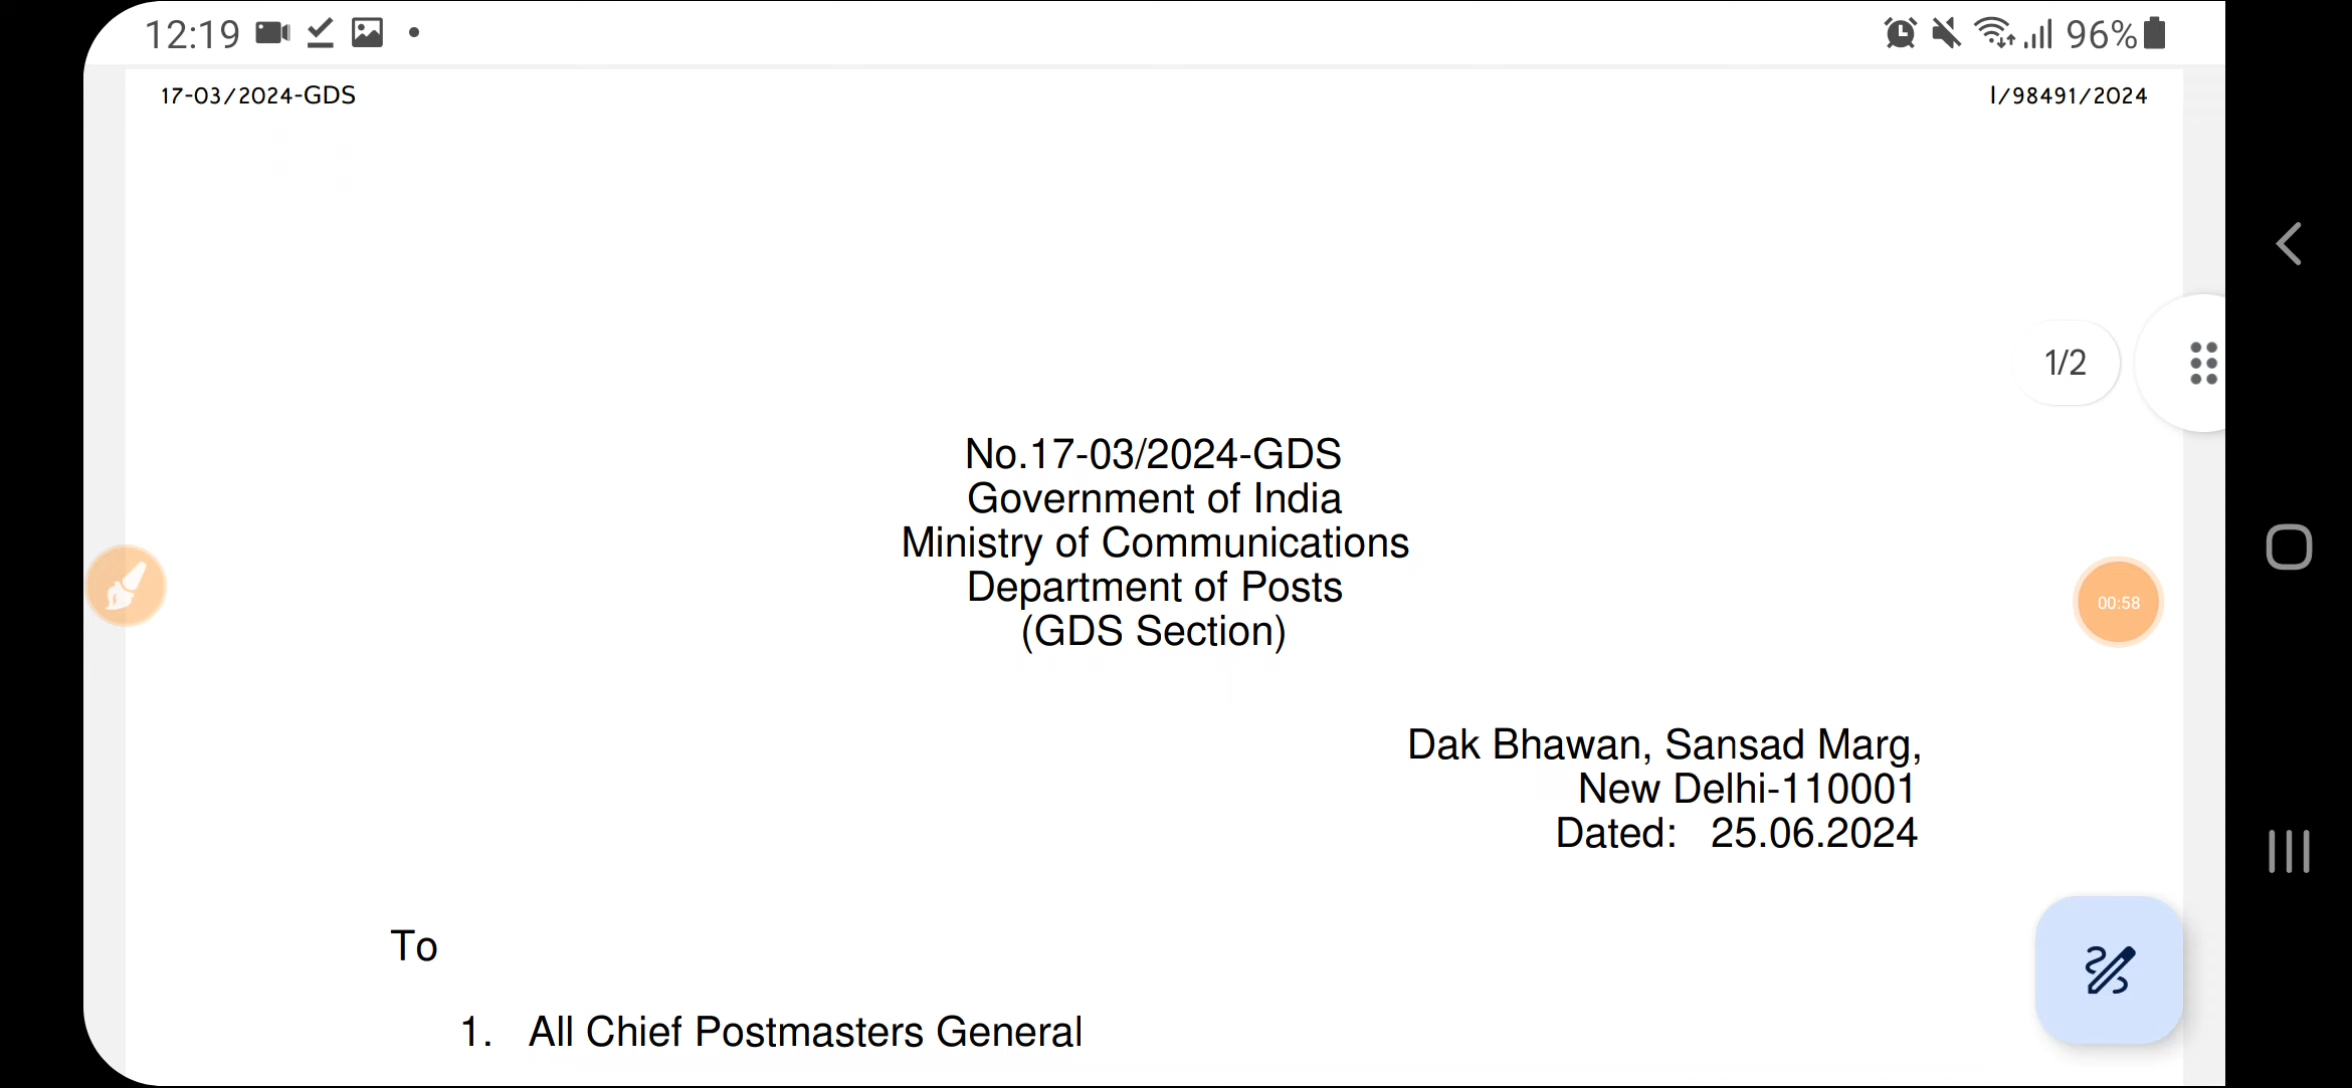 12:19
96%
17-03/2024-GDS
I/98491/2024
1/2
No.17-03/2024-GDS
Government of India
Ministry of Communications
Department of Posts
(GDS Section)
00:58
Dak Bhawan, Sansad Marg,
New Delhi-110001
Dated: 25.06.2024
To
1. All Chief Postmasters General